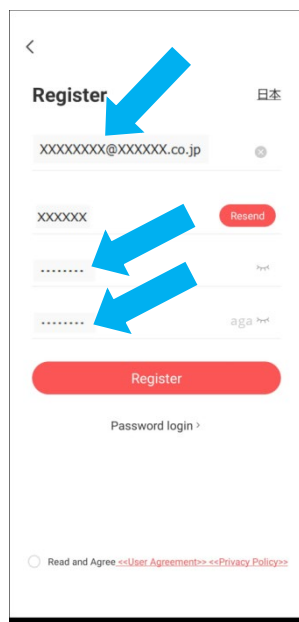 Register 日本
XXXXXXXX@XXXXXX.co.jp
XXXXXX Resend
........
........ aga
Register
Password login >
Read and Agree <<User Agreement>> <<Privacy Policy>>